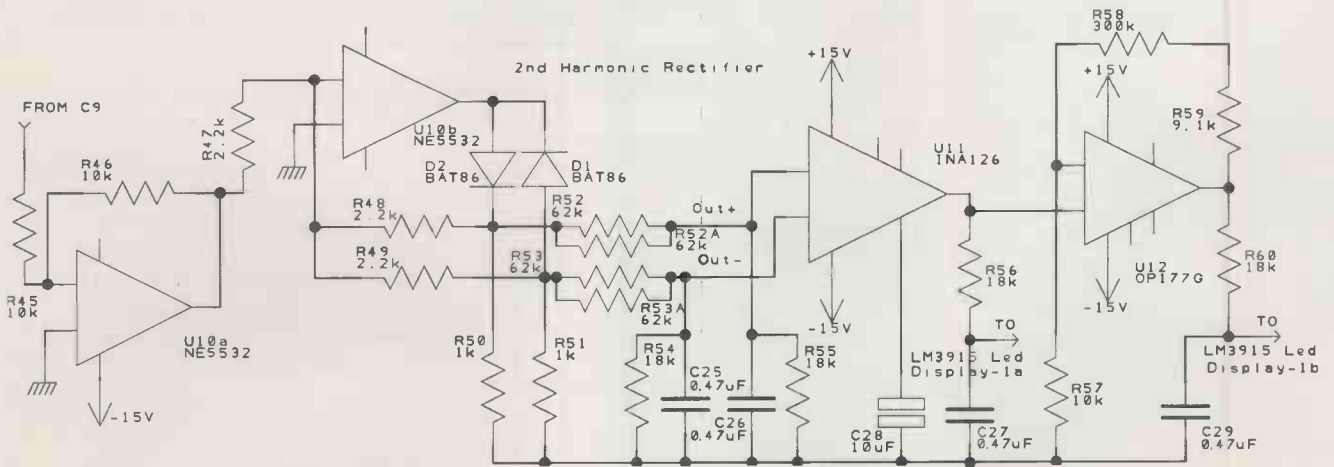 2nd Harmonic Rectifier
FROM C9
R45
10k
R46
10k
U10a
NE5532
-15V
R47
2.2k
U10b
NE5532
D2
BAT86
D1
BAT86
R48
2.2k
R49
2.2k
R50
1k
R51
1k
R52
62k
R52A
62k
R53
62k
R53A
62k
Out+
Out-
R54
18k
C25
0.47uF
C26
0.47uF
R55
18k
+15V
U11
INA126
-15V
C28
10uF
R56
18k
TO
LM3915 Led
Display-1a
C27
0.47uF
R57
10k
R58
300k
+15V
R59
9.1k
U12
OP177G
-15V
R60
18k
TO
LM3915 Led
Display-1b
C29
0.47uF